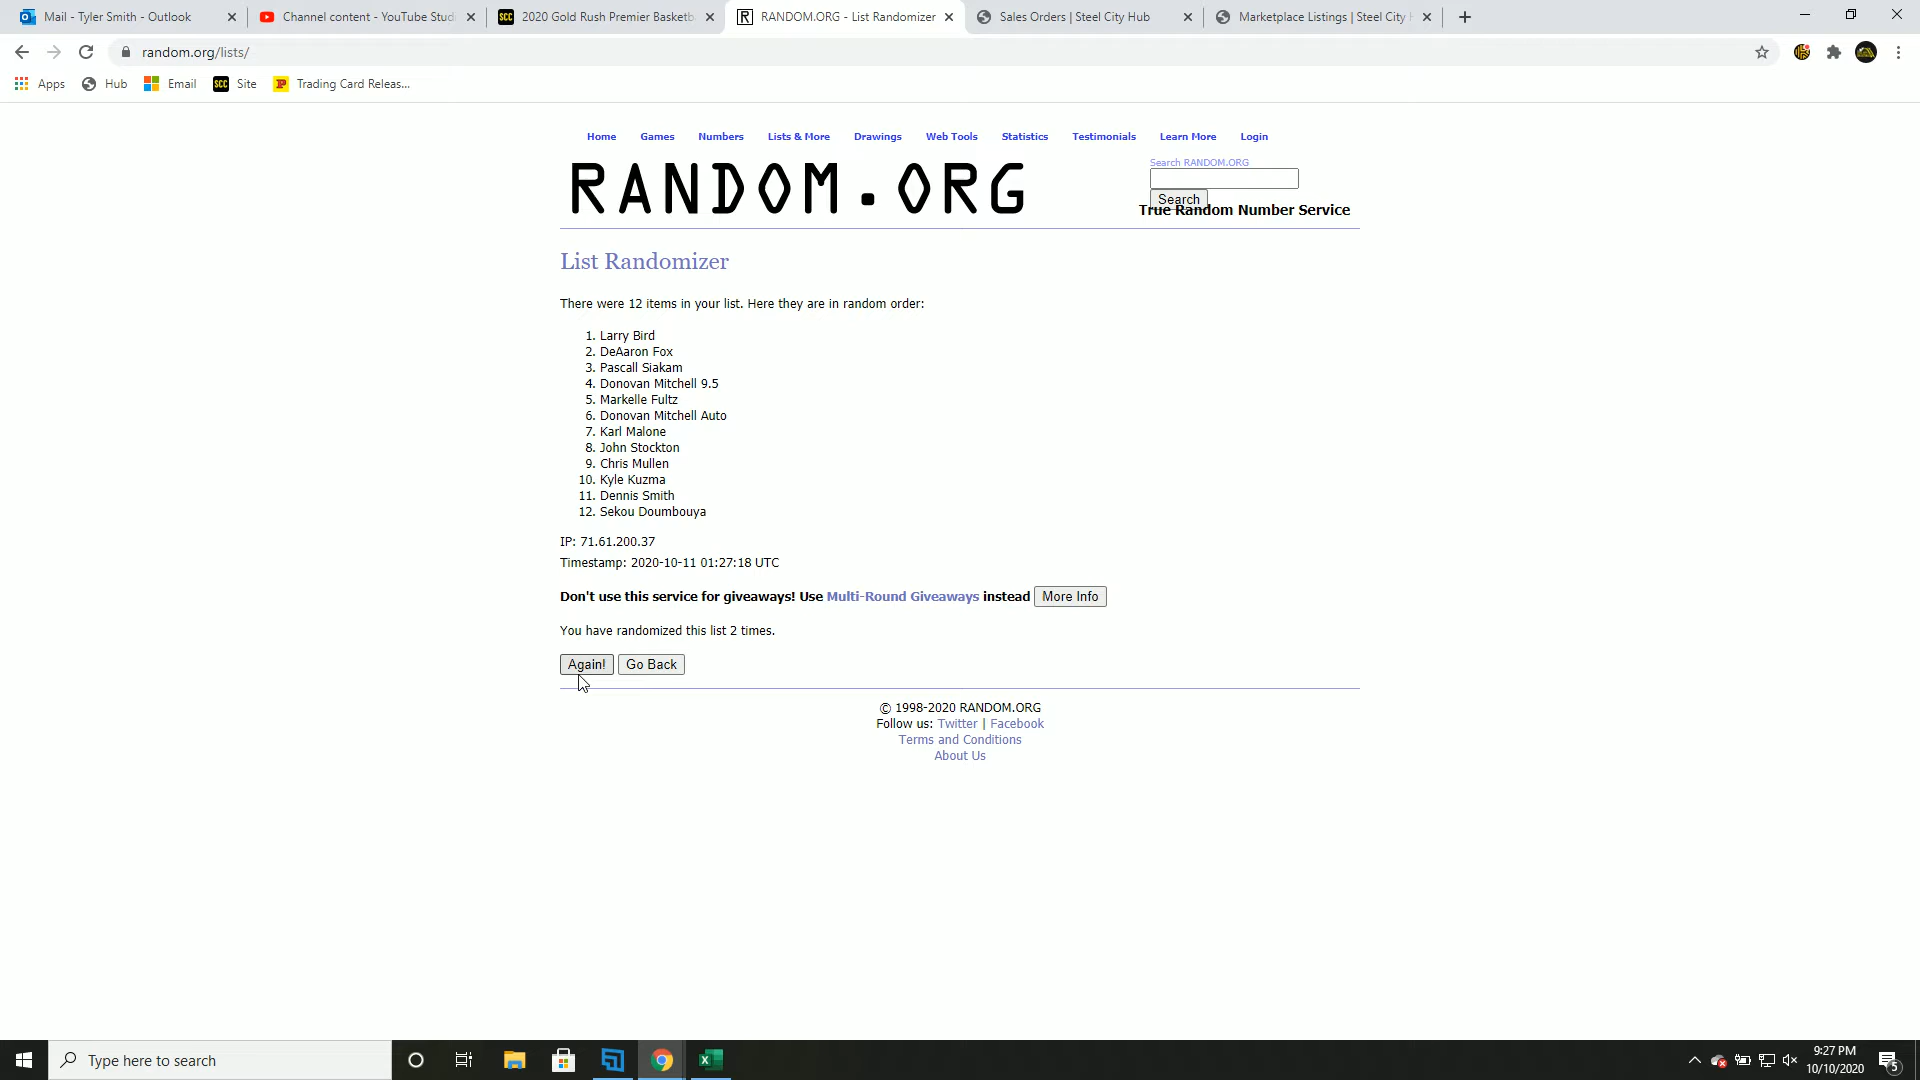 Mail - Tyler Smith - Outlook
Channel content - YouTube Studi
SCC 2020 Gold Rush Premier Basketb
RANDOM.ORG - List Randomizer
Sales Orders | Steel City Hub
Marketplace Listings | Steel City H
random.org/lists/
Apps
Hub
Email
SCC Site
Trading Card Releas...
Home Games Numbers Lists & More Drawings Web Tools Statistics Testimonials Learn More Login
RANDOM.ORG
Search RANDOM.ORG
Search
True Random Number Service
List Randomizer
There were 12 items in your list. Here they are in random order:
1. Larry Bird
2. DeAaron Fox
3. Pascall Siakam
4. Donovan Mitchell 9.5
5. Markelle Fultz
6. Donovan Mitchell Auto
7. Karl Malone
8. John Stockton
9. Chris Mullen
10. Kyle Kuzma
11. Dennis Smith
12. Sekou Doumbouya
IP: 71.61.200.37
Timestamp: 2020-10-11 01:27:18 UTC
Don't use this service for giveaways! Use Multi-Round Giveaways instead More Info
You have randomized this list 2 times.
Again! Go Back
© 1998-2020 RANDOM.ORG
Follow us: Twitter | Facebook
Terms and Conditions
About Us
Type here to search
9:27 PM
10/10/2020
5